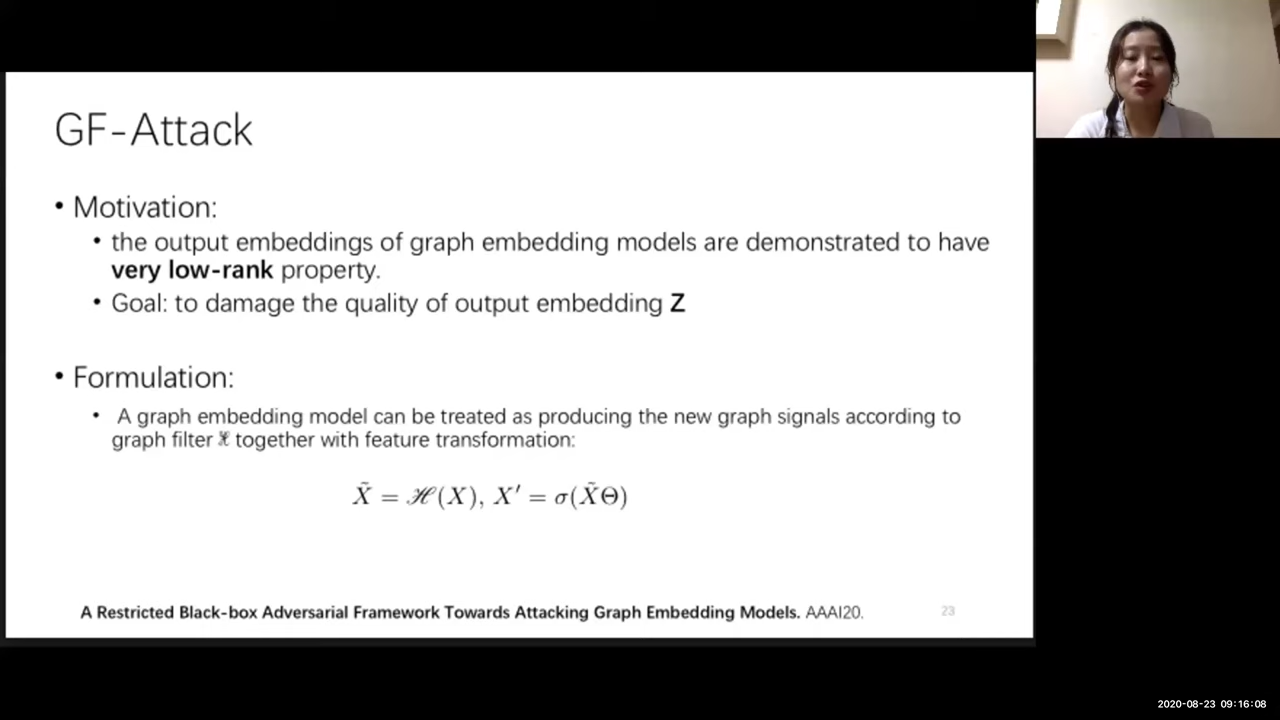 GF-Attack
• Motivation:
• the output embeddings of graph embedding models are demonstrated to have
very low-rank property.
• Goal: to damage the quality of output embedding Z
• Formulation:
• A graph embedding model can be treated as producing the new graph signals according to
graph filter ℋ together with feature transformation:
X̃ = ℋ(X), X′ = σ(X̃Θ)
A Restricted Black-box Adversarial Framework Towards Attacking Graph Embedding Models. AAAI20.
23
2020-08-23 09:16:08